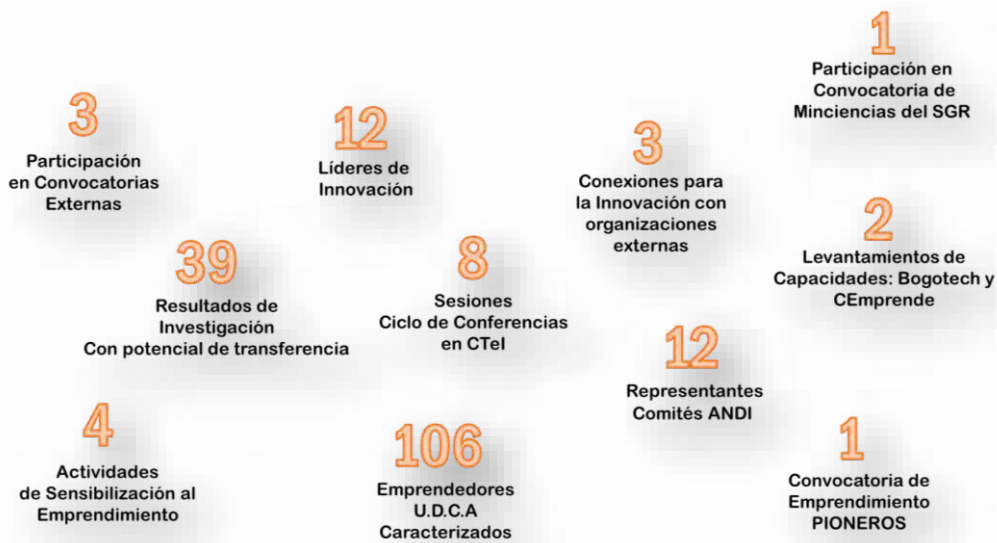 1
Participación en
Convocatoria de
Minciencias del SGR
3
Participación
en Convocatorias
Externas
12
Líderes de
Innovación
3
Conexiones para
la Innovación con
organizaciones
externas
2
Levantamientos de
Capacidades: Bogotech y
CEmprende
39
Resultados de
Investigación
Con potencial de transferencia
8
Sesiones
Ciclo de Conferencias
en CTeI
12
Representantes
Comités ANDI
4
Actividades
de Sensibilización al
Emprendimiento
106
Emprendedores
U.D.C.A
Caracterizados
1
Convocatoria de
Emprendimiento
PIONEROS